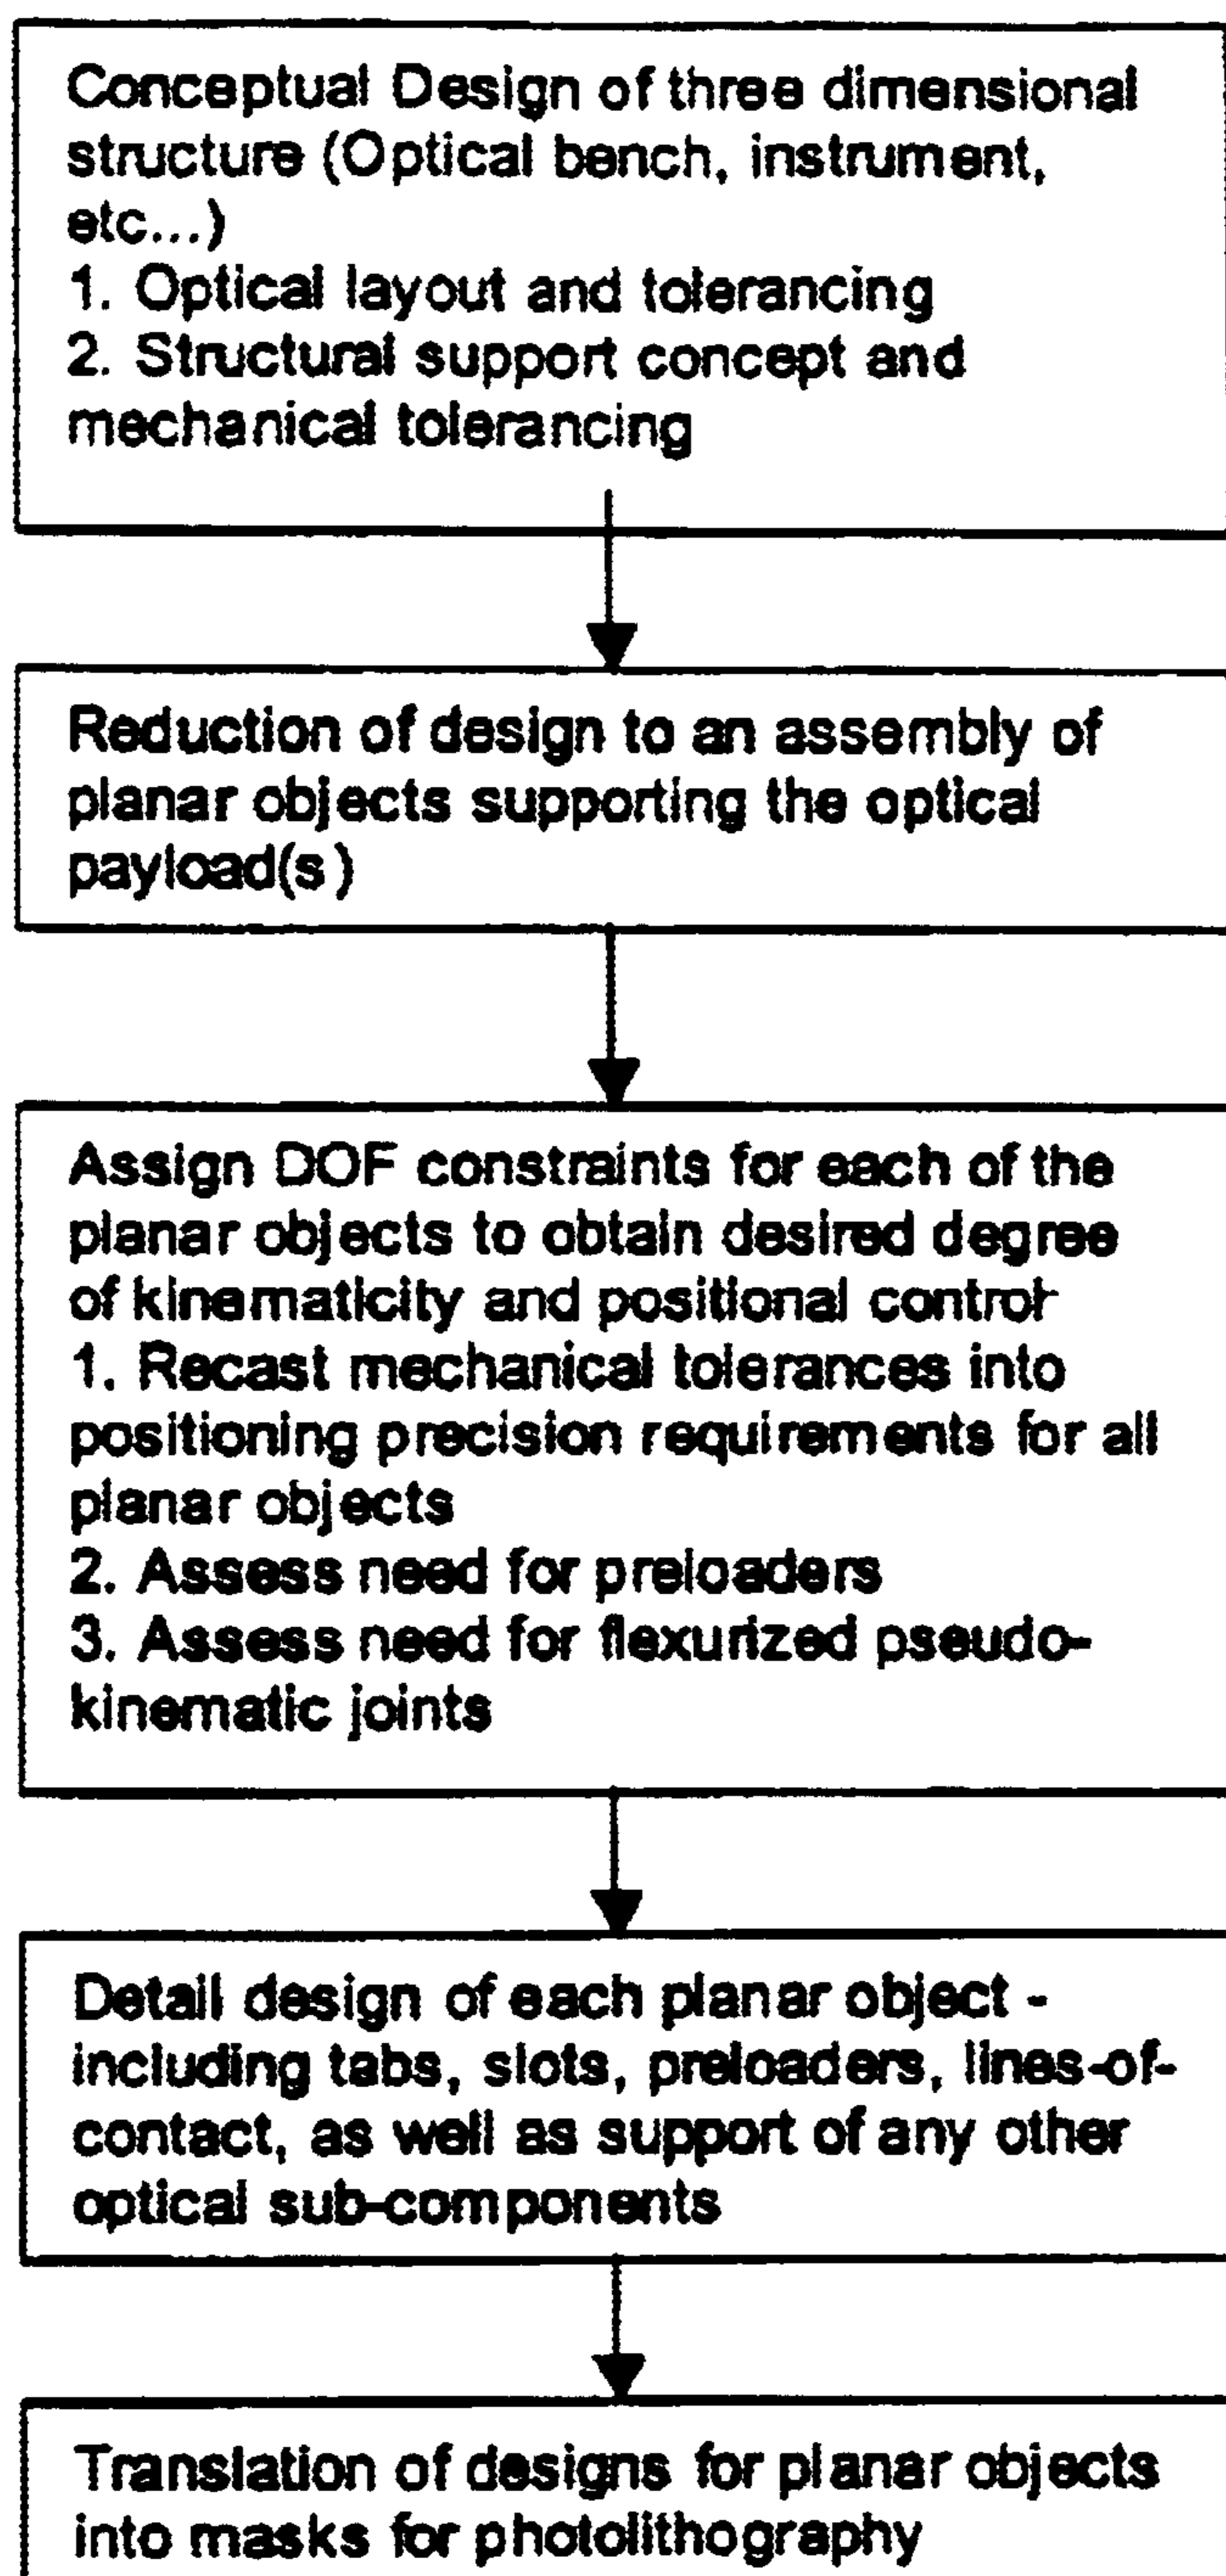 Conceptual Design of three dimensional
structure (Optical bench, instrument,
etc...)
1. Optical layout and tolerancing
2. Structural support concept and
mechanical tolerancing
Reduction of design to an assembly of
planar objects supporting the optical
payload(s)
Assign DOF constraints for each of the
planar objects to obtain desired degree
of kinematicity and positional control
1. Recast mechanical tolerances into
positioning precision requirements for all
planar objects
2. Assess need for preloaders
3. Assess need for flexurized pseudo-
kinematic joints
Detail design of each planar object -
including tabs, slots, preloaders, lines-of-
contact, as well as support of any other
optical sub-components
Translation of designs for planar objects
into masks for photolithography